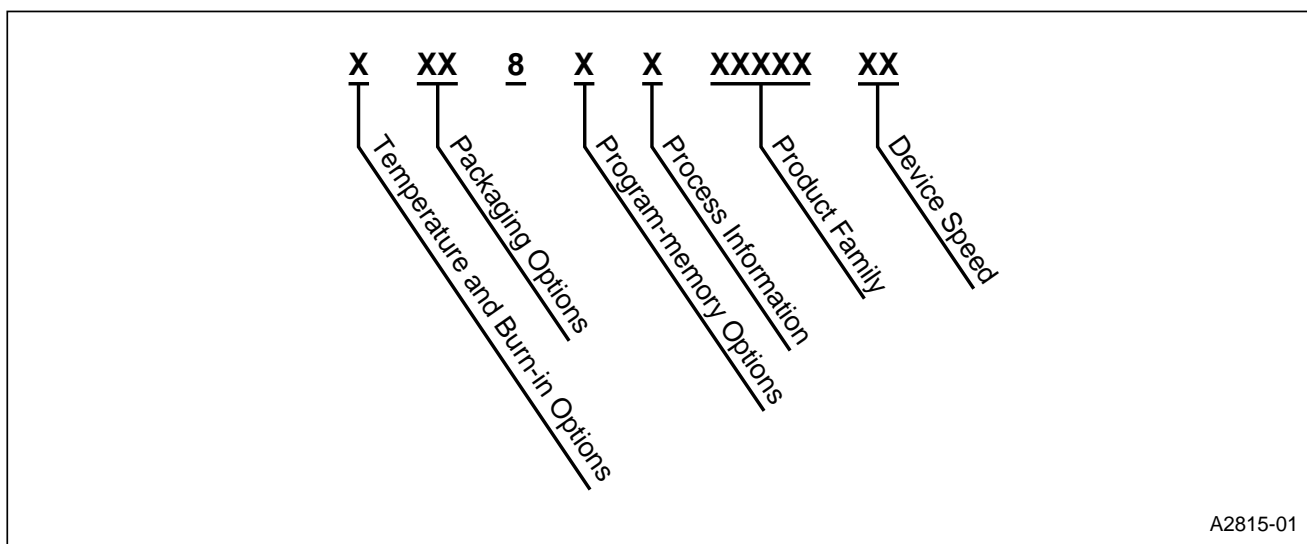 X XX 8 X X XXXXX XX
Temperature and Burn-in Options
Packaging Options
Program-memory Options
Process Information
Product Family
Device Speed
A2815-01